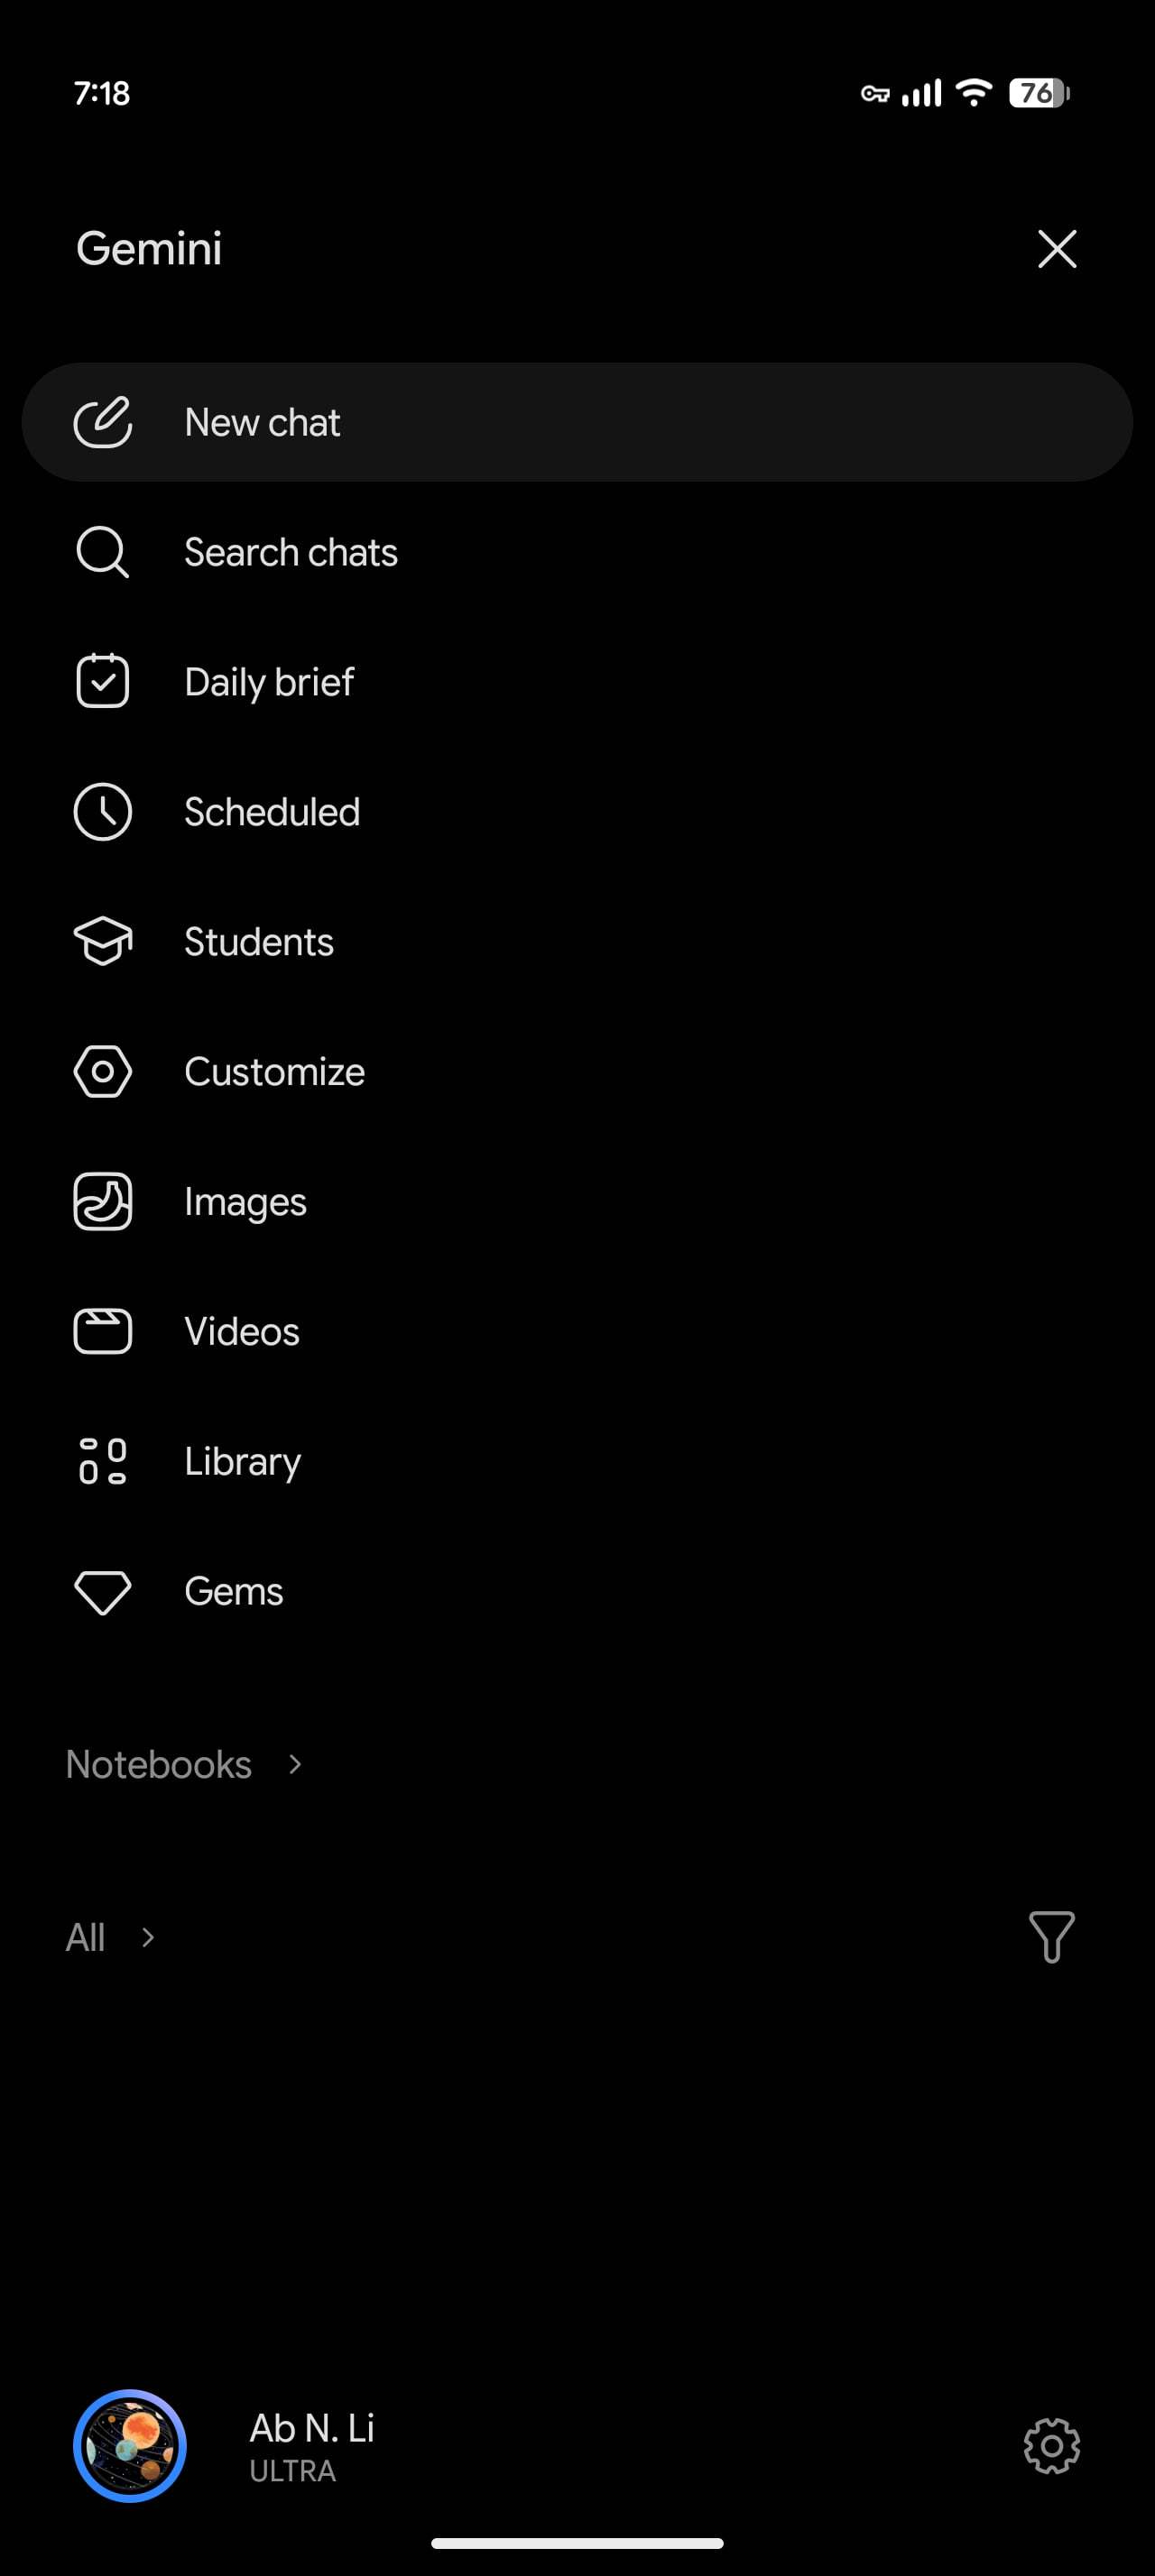 7:18
76
Gemini
New chat
Search chats
Daily brief
Scheduled
Students
Customize
Images
Videos
Library
Gems
Notebooks
All
Ab N. Li
ULTRA